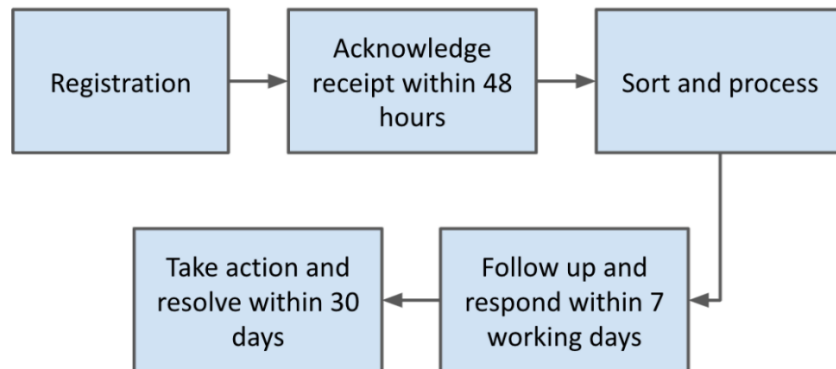 Registration
Acknowledge
receipt within 48
hours
Sort and process
Follow up and
respond within 7
working days
Take action and
resolve within 30
days